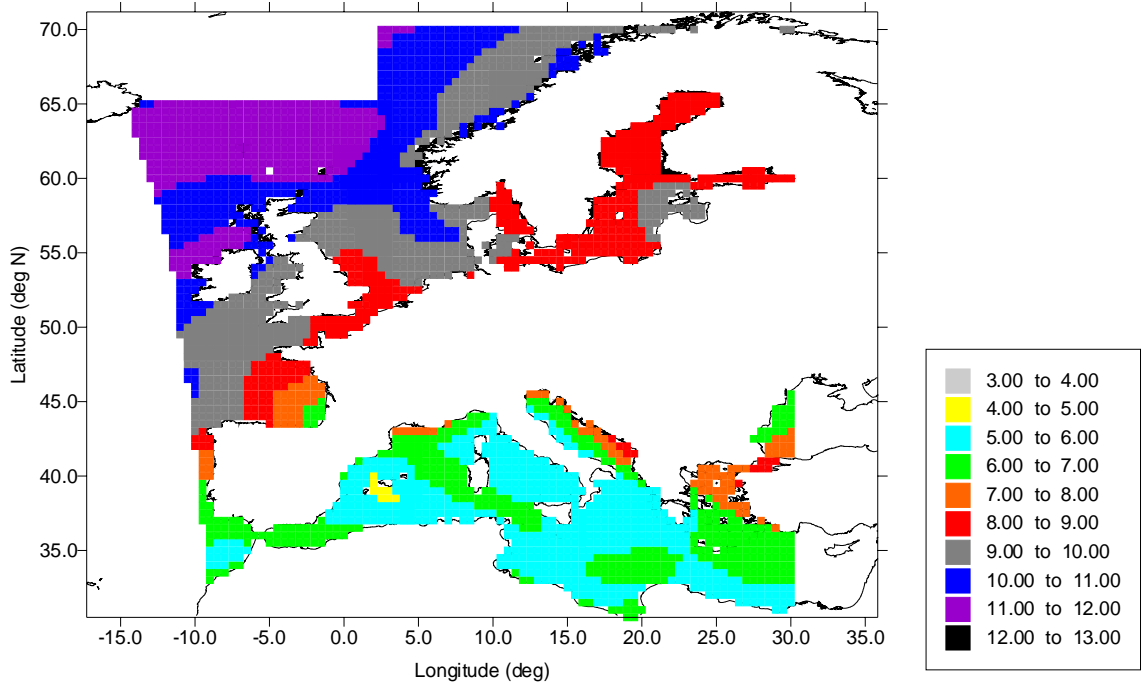 70.0
65.0
60.0
55.0
50.0
45.0
40.0
35.0
Latitude (deg N)
-15.0 -10.0 -5.0 0.0 5.0 10.0 15.0 20.0 25.0 30.0 35.0
Longitude (deg)
3.00 to 4.00
4.00 to 5.00
5.00 to 6.00
6.00 to 7.00
7.00 to 8.00
8.00 to 9.00
9.00 to 10.00
10.00 to 11.00
11.00 to 12.00
12.00 to 13.00